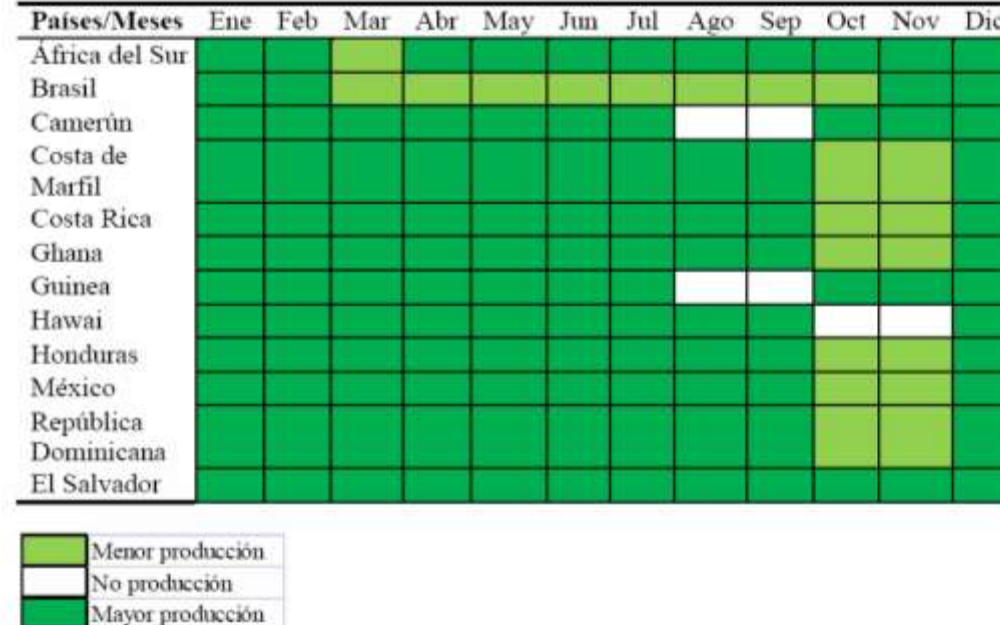 Países/Meses Ene Feb Mar Abr May Jun Jul Ago Sep Oct Nov Dic
África del Sur
Brasil
Camerún
Costa de
Marfil
Costa Rica
Ghana
Guinea
Hawai
Honduras
México
República
Dominicana
El Salvador
Menor producción
No producción
Mayor producción